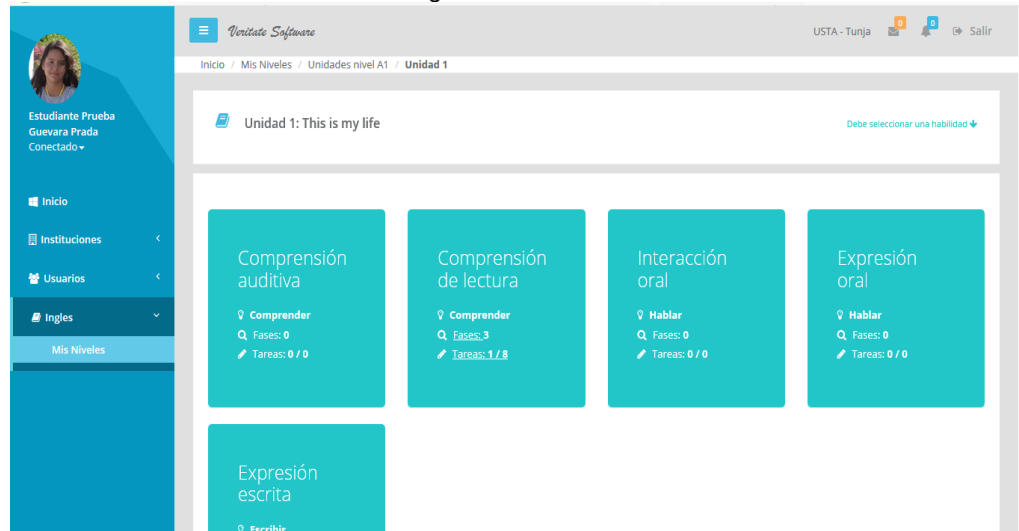 Veritate Software
USTA - Tunja 0 0 Salir
Inicio / Mis Niveles / Unidades nivel A1 / Unidad 1
Estudiante Prueba
Guevara Prada
Conectado
Inicio
Instituciones
Usuarios
Ingles
Mis Niveles
Unidad 1: This is my life
Debe seleccionar una habilidad
Comprensión
auditiva
Comprender
Fases: 0
Tareas: 0 / 0
Comprensión
de lectura
Comprender
Fases: 3
Tareas: 1 / 8
Interacción
oral
Hablar
Fases: 0
Tareas: 0 / 0
Expresión
oral
Hablar
Fases: 0
Tareas: 0 / 0
Expresión
escrita
Escribir